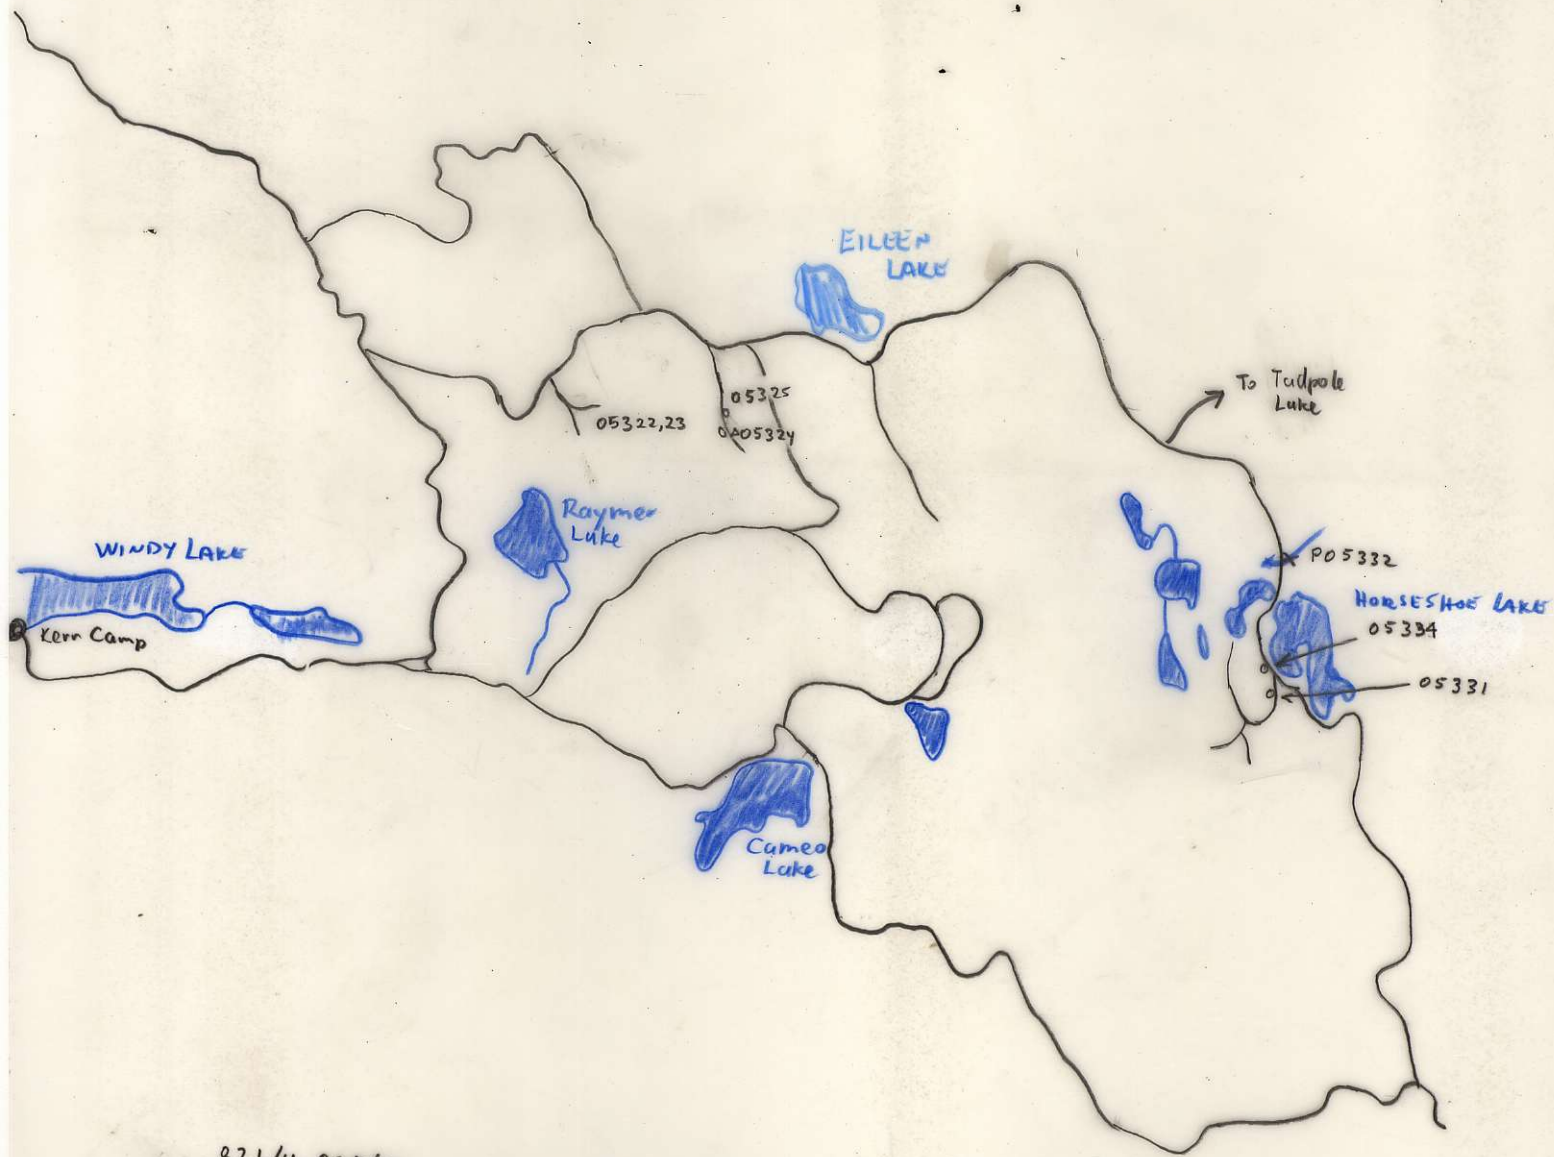 EILEEN
LAKE
To Tadpole
Lake
05325
05322,23
05324
Raymer
Lake
WINDY LAKE
Kern Camp
P05332
HORSESHOE LAKE
05334
05331
Cameo
Lake